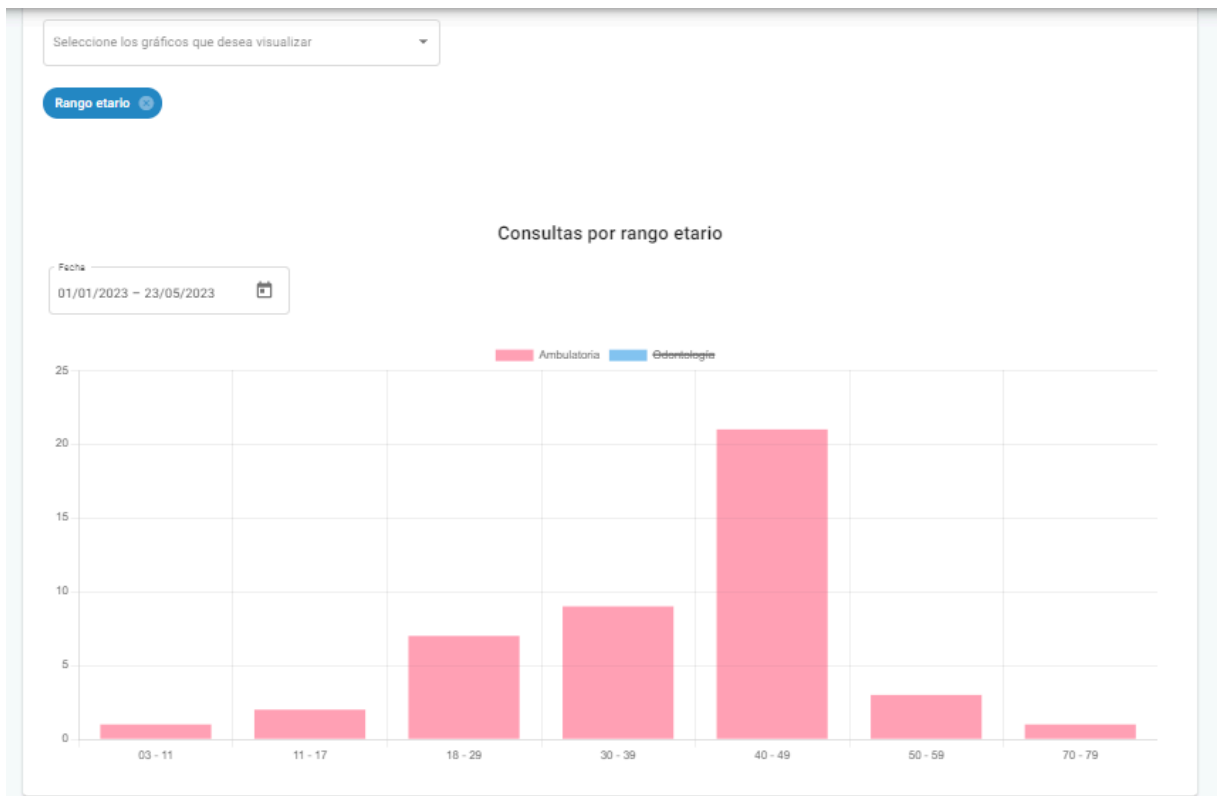 Seleccione los gráficos que desea visualizar
Rango etario
Consultas por rango etario
Fecha
01/01/2023 – 23/05/2023
Ambulatoria Odontología
25
20
15
10
5
0
03 - 11 11 - 17 18 - 29 30 - 39 40 - 49 50 - 59 70 - 79